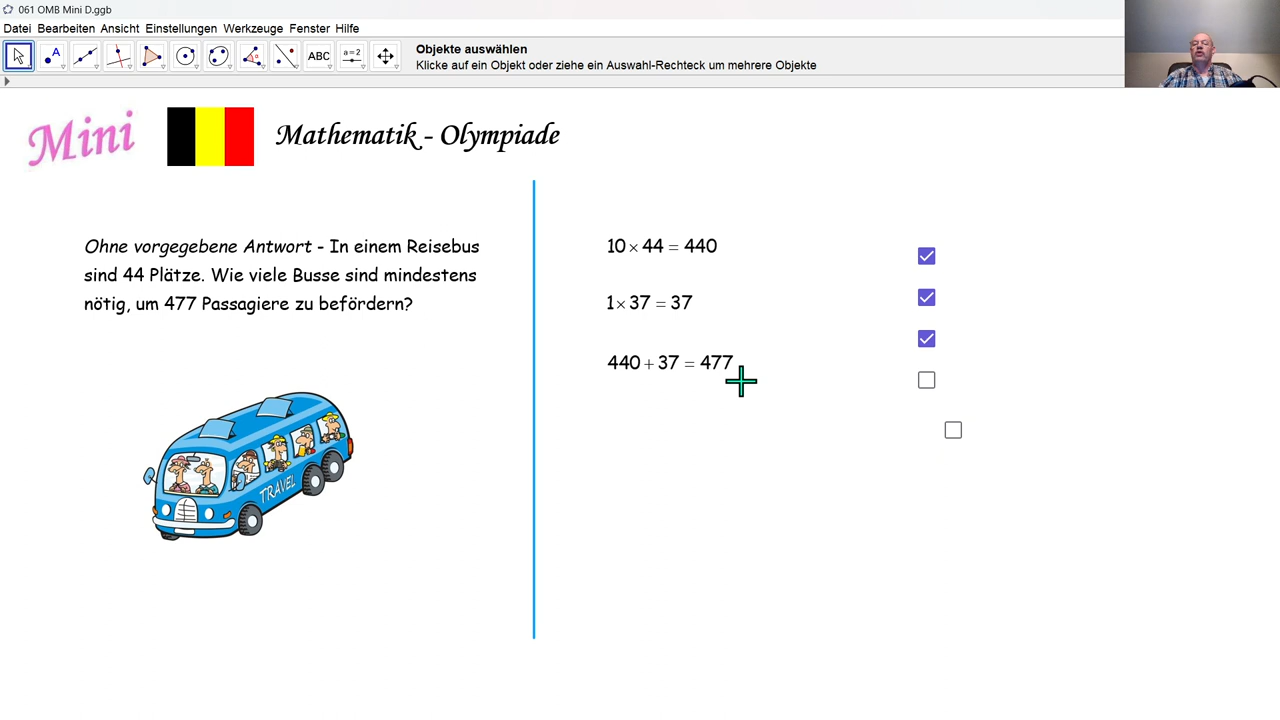 061 OMB Mini D.ggb
Datei Bearbeiten Ansicht Einstellungen Werkzeuge Fenster Hilfe
A
ABC
a=2
Objekte auswählen
Klicke auf ein Objekt oder ziehe ein Auswahl-Rechteck um mehrere Objekte
Mini
Mathematik - Olympiade
Ohne vorgegebene Antwort - In einem Reisebus
sind 44 Plätze. Wie viele Busse sind mindestens
nötig, um 477 Passagiere zu befördern?
TRAVEL
10 × 44 = 440
1 × 37 = 37
440 + 37 = 477